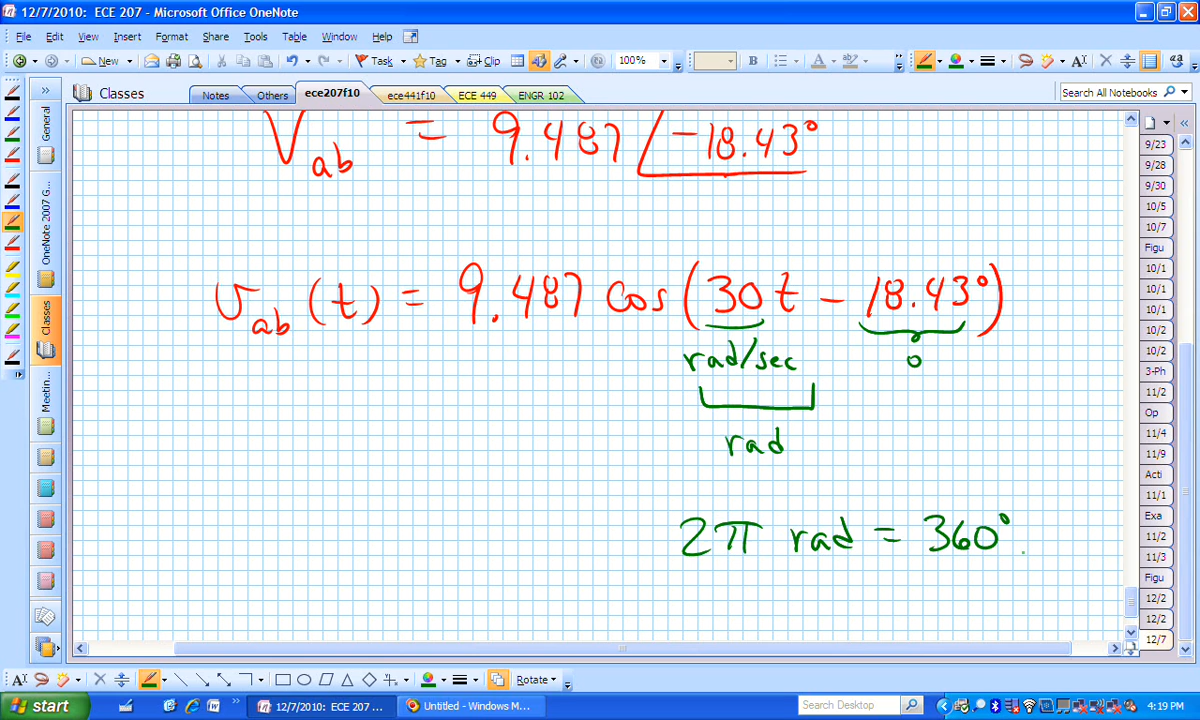 12/7/2010: ECE 207 - Microsoft Office OneNote
File Edit View Insert Format Share Tools Table Window Help
New Task Tag Clip 100% B A ab
Classes Notes Others ece207f10 ece441f10 ECE 449 ENGR 102 Search All Notebooks
General
OneNote 2007 G...
Classes
Meetin...
V_ab = 9.487 ∠-18.43°
v_ab(t) = 9.487 cos(30t - 18.43°)
rad/sec °
rad
2π rad = 360°
9/23
9/28
9/30
10/5
10/7
Figu
10/1
10/1
10/1
10/2
10/2
3-Ph
11/2
Op
11/4
11/9
Acti
11/1
Exa
11/2
11/3
Figu
12/2
12/2
12/7
Rotate
start 12/7/2010: ECE 207 ... Untitled - Windows M... Search Desktop 4:19 PM